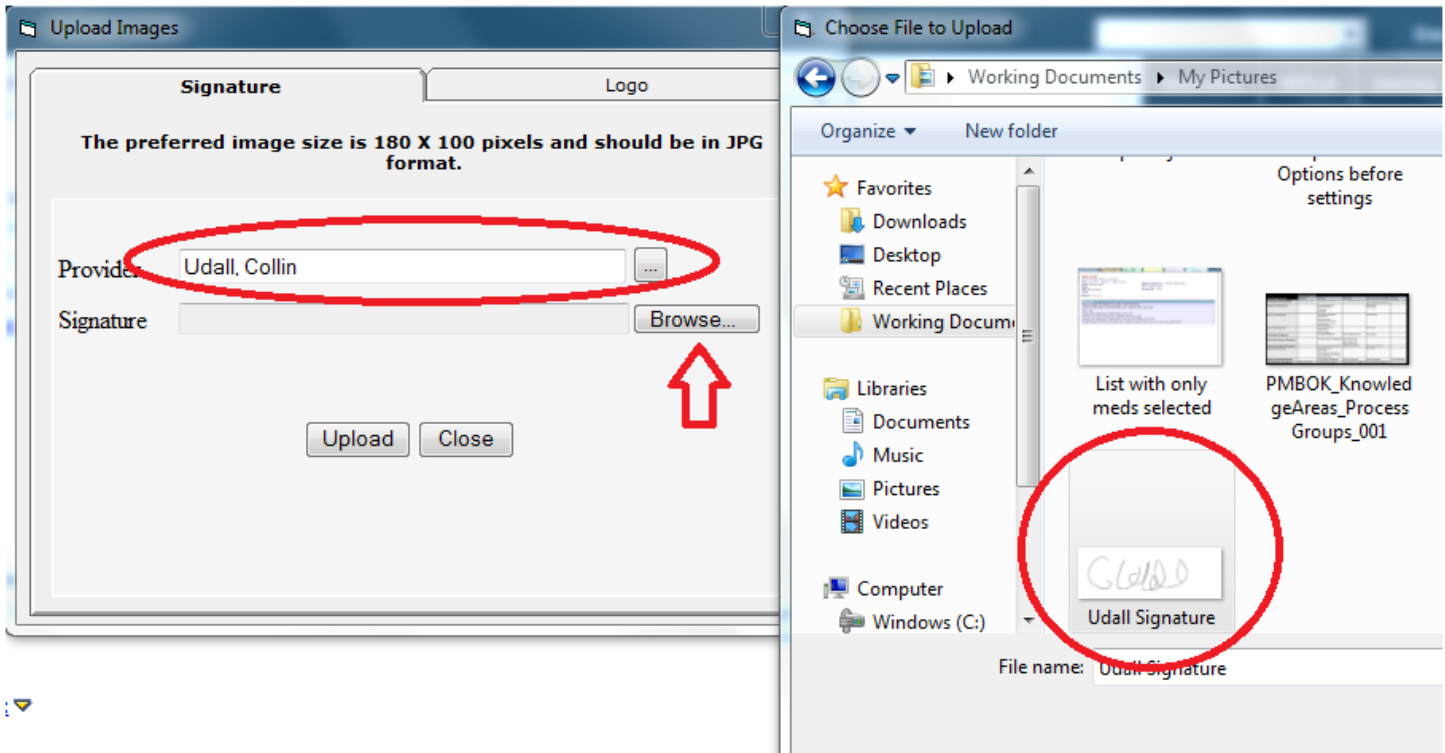 Upload Images
Signature
Logo
The preferred image size is 180 X 100 pixels and should be in JPG
format.
Provider
Udall, Collin
...
Signature
Browse...
Upload
Close
Choose File to Upload
Working Documents
My Pictures
Organize
New folder
Favorites
Downloads
Desktop
Recent Places
Working Docum
Libraries
Documents
Music
Pictures
Videos
Computer
Windows (C:)
Options before
settings
List with only
meds selected
PMBOK_Knowled
geAreas_Process
Groups_001
Udall Signature
File name:
Udall Signature